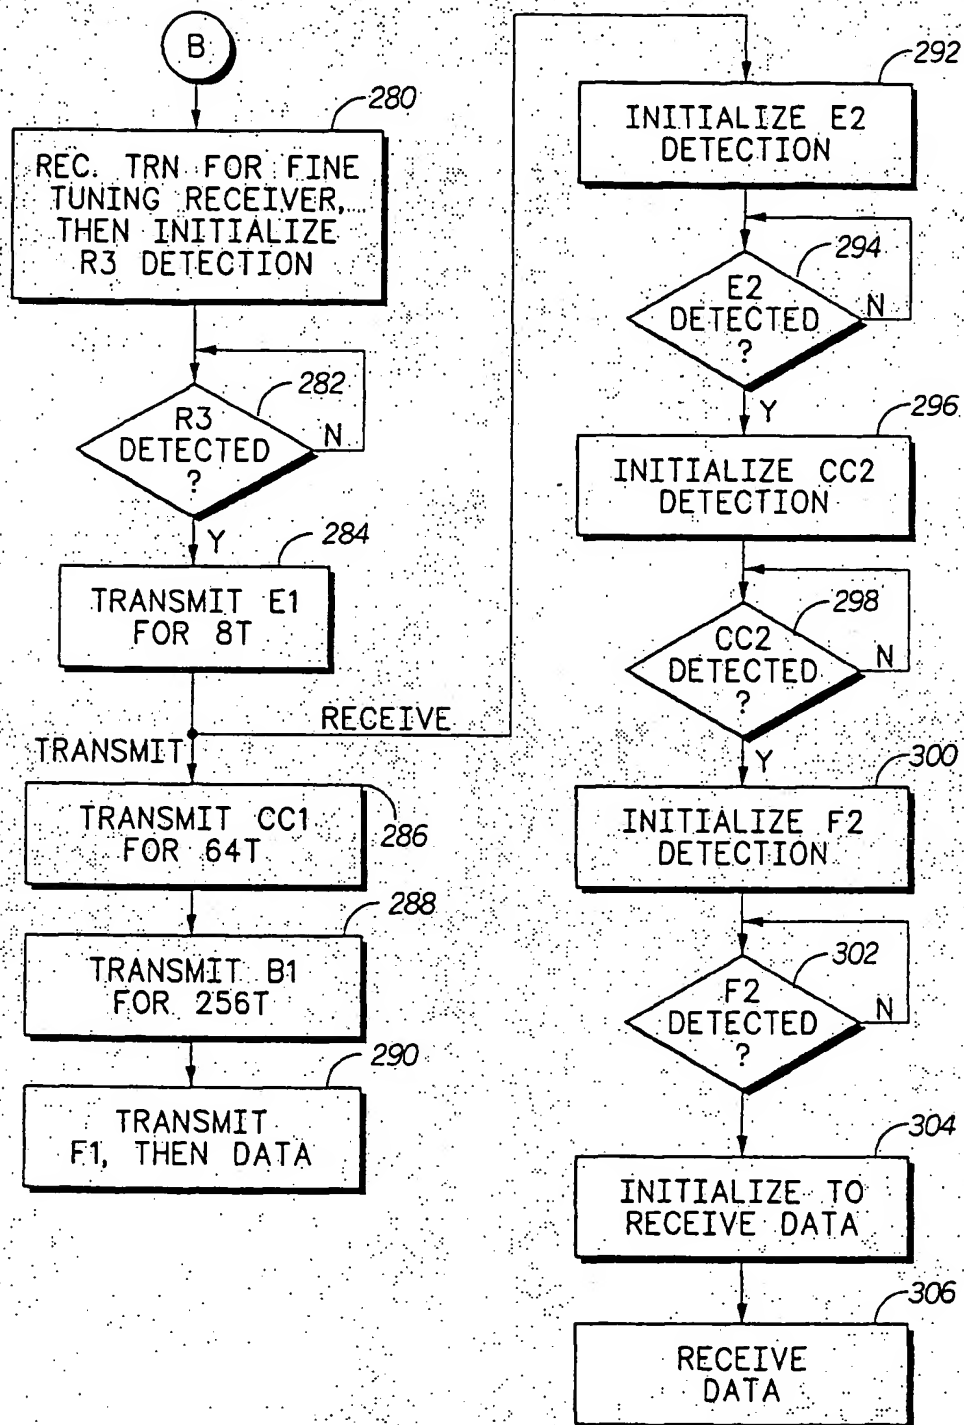 B
280
REC. TRN FOR FINE
TUNING RECEIVER,
THEN INITIALIZE
R3 DETECTION
282
R3
DETECTED
?
N
Y
284
TRANSMIT E1
FOR 8T
RECEIVE
TRANSMIT
TRANSMIT CC1
FOR 64T
286
288
TRANSMIT B1
FOR 256T
290
TRANSMIT
F1, THEN DATA
292
INITIALIZE E2
DETECTION
294
E2
DETECTED
?
N
Y
296
INITIALIZE CC2
DETECTION
298
CC2
DETECTED
?
N
Y
300
INITIALIZE F2
DETECTION
302
F2
DETECTED
?
N
304
INITIALIZE TO
RECEIVE DATA
306
RECEIVE
DATA